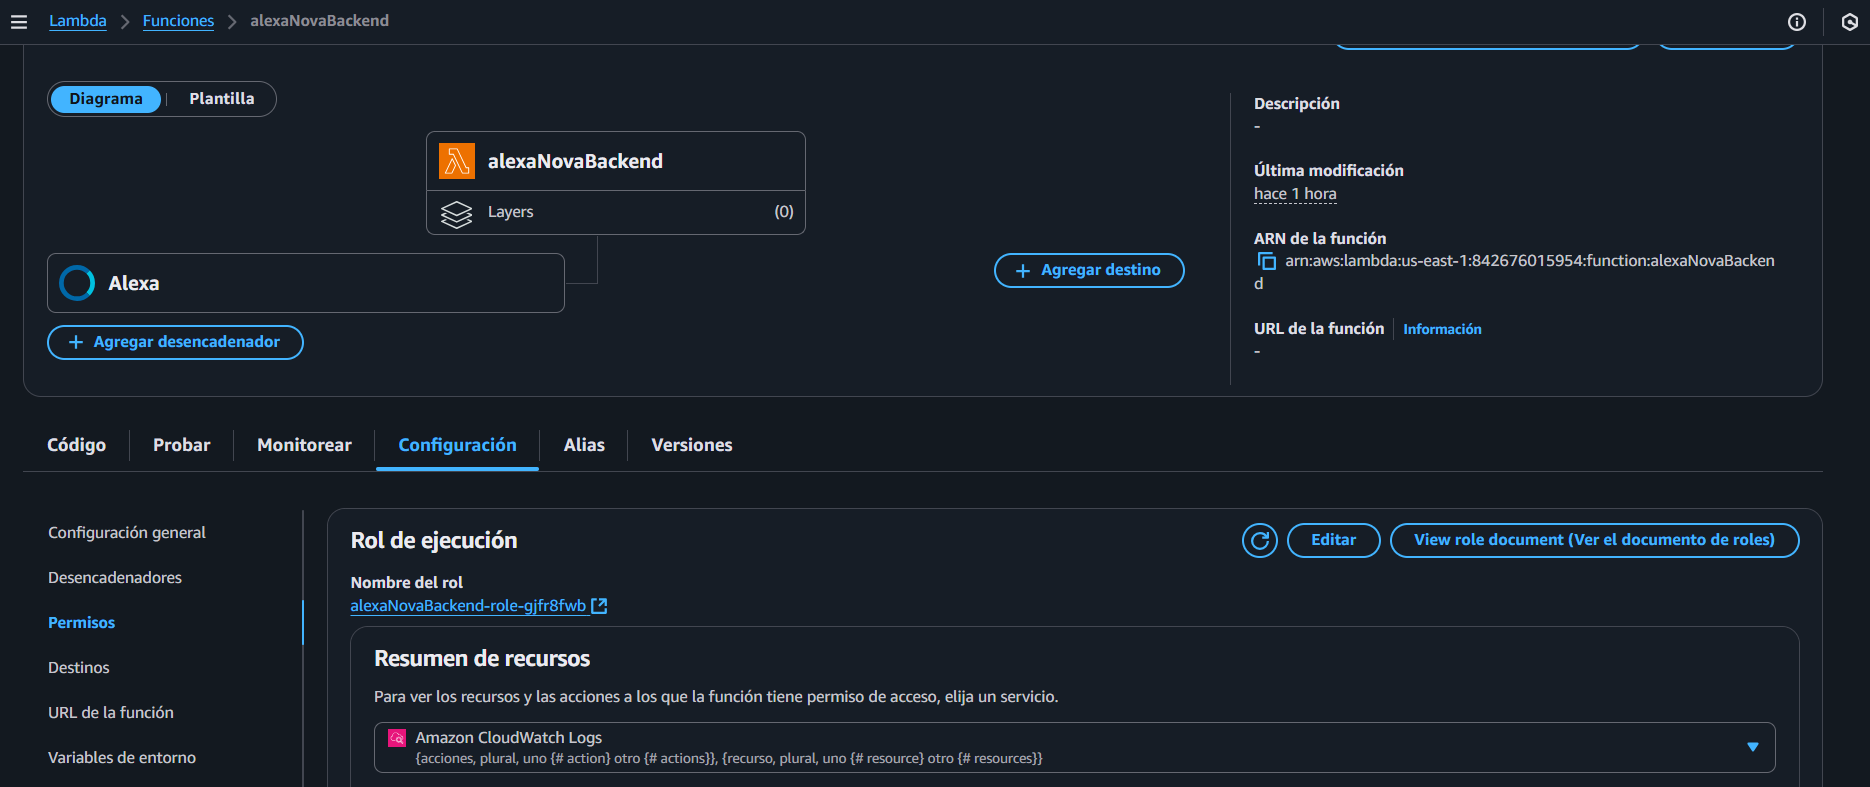 Lambda > Funciones > alexaNovaBackend
Diagrama | Plantilla
alexaNovaBackend
Layers (0)
Alexa
+ Agregar desencadenador
+ Agregar destino
Descripción
-
Última modificación
hace 1 hora
ARN de la función
arn:aws:lambda:us-east-1:842676015954:function:alexaNovaBacken
d
URL de la función | Información
-
Código
Probar
Monitorear
Configuración
Alias
Versiones
Configuración general
Desencadenadores
Permisos
Destinos
URL de la función
Variables de entorno
Rol de ejecución
Editar
View role document (Ver el documento de roles)
Nombre del rol
alexaNovaBackend-role-gjfr8fwb
Resumen de recursos
Para ver los recursos y las acciones a los que la función tiene permiso de acceso, elija un servicio.
Amazon CloudWatch Logs
{acciones, plural, uno {# action} otro {# actions}}, {recurso, plural, uno {# resource} otro {# resources}}